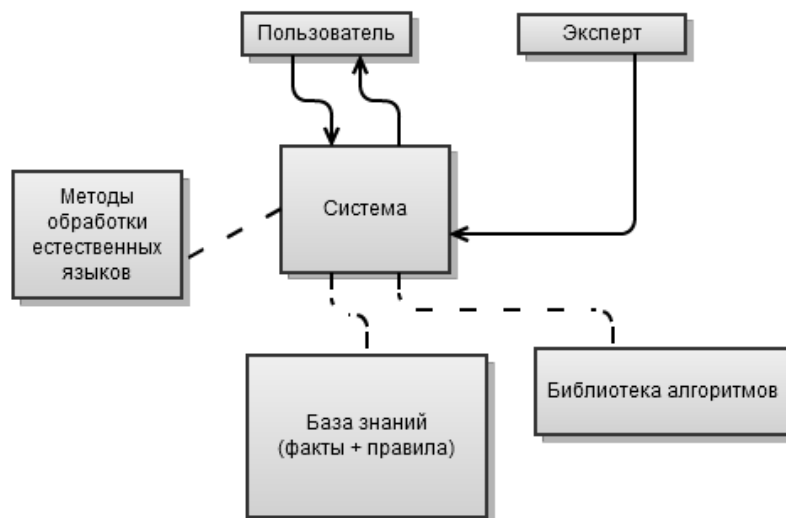 Пользователь
Эксперт
Методы
обработки
естественных
языков
Система
База знаний
(факты + правила)
Библиотека алгоритмов